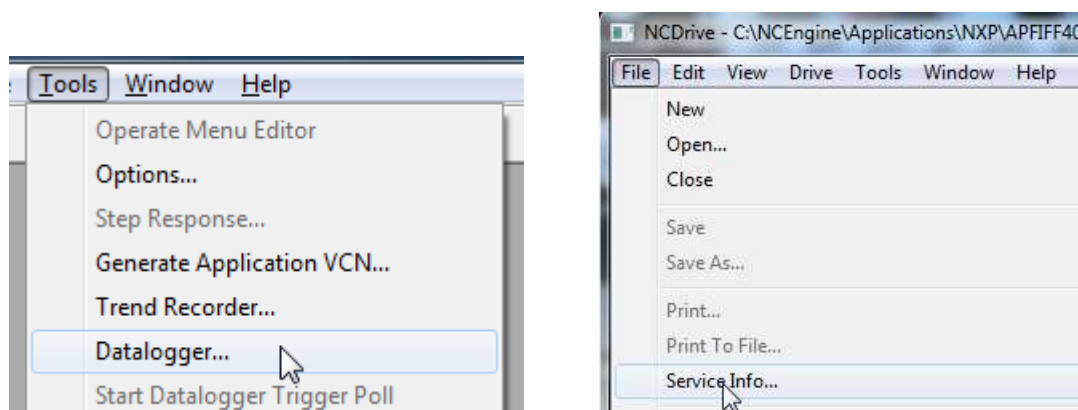 Tools Window Help
Operate Menu Editor
Options...
Step Response...
Generate Application VCN...
Trend Recorder...
Datalogger...
Start Datalogger Trigger Poll
NCDrive - C:\NCEngine\Applications\NXP\APFIFF40
File Edit View Drive Tools Window Help
New
Open...
Close
Save
Save As...
Print...
Print To File...
Service Info...